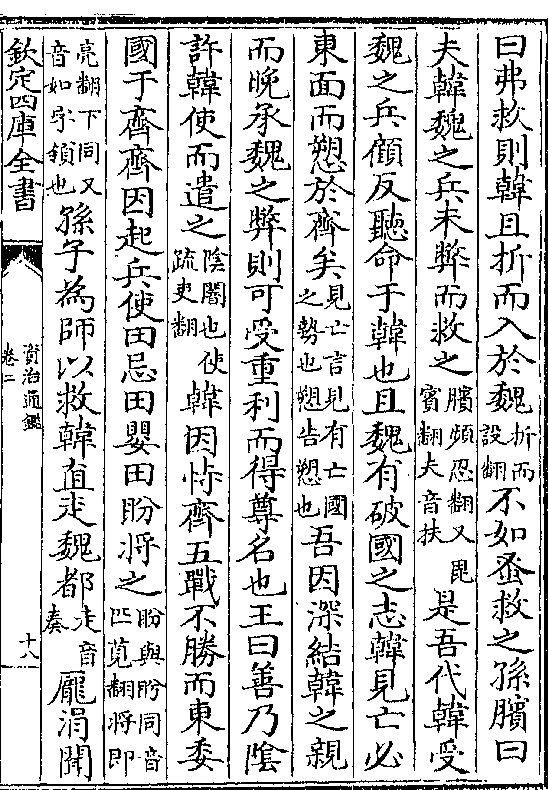 曰弗救則韓且折而入於魏折而設翻不如蚤救之孫臏曰
夫韓魏之兵未弊而救之臏頻忍翻又毗賓翻夫音扶是吾代韓受
魏之兵顧反聽命于韓也且魏有破國之志韓見亡必
東面而愬於齊矣見亡言見有亡國之勢也愬告愬也吾因深結韓之親
而晚承魏之弊則可受重利而得尊名也王曰善乃陰
許韓使而遣之陰闇也使疏吏翻韓因恃齊五戰不勝而東委
國于齊齊因起兵使田忌田嬰田盼將之盼與盻同音匹莧翻將即
亮翻下同又音如字領也孫子為師以救韓直走魏都走音奏龐涓聞
欽定四庫全書
資治通鑑
卷二
十八